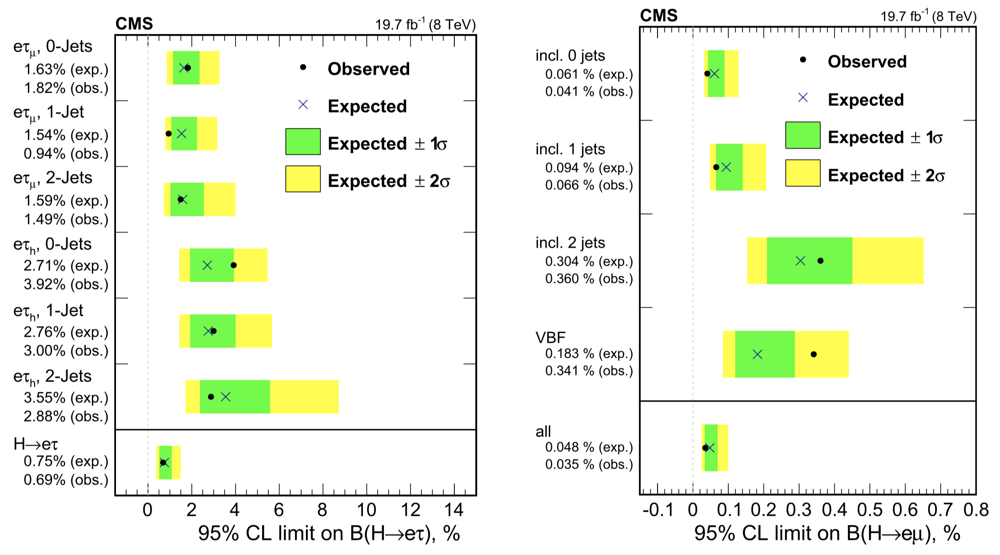 CMS
19.7 fb⁻¹ (8 TeV)
eτμ, 0-Jets
1.63% (exp.)
1.82% (obs.)
eτμ, 1-Jet
1.54% (exp.)
0.94% (obs.)
eτμ, 2-Jets
1.59% (exp.)
1.49% (obs.)
eτh, 0-Jets
2.71% (exp.)
3.92% (obs.)
eτh, 1-Jet
2.76% (exp.)
3.00% (obs.)
eτh, 2-Jets
3.55% (exp.)
2.88% (obs.)
H→eτ
0.75% (exp.)
0.69% (obs.)
Observed
Expected
Expected ± 1σ
Expected ± 2σ
0 2 4 6 8 10 12 14
95% CL limit on B(H→eτ), %
CMS
19.7 fb⁻¹ (8 TeV)
incl. 0 jets
0.061 % (exp.)
0.041 % (obs.)
incl. 1 jets
0.094 % (exp.)
0.066 % (obs.)
incl. 2 jets
0.304 % (exp.)
0.360 % (obs.)
VBF
0.183 % (exp.)
0.341 % (obs.)
all
0.048 % (exp.)
0.035 % (obs.)
Observed
Expected
Expected ± 1σ
Expected ± 2σ
-0.1 0 0.1 0.2 0.3 0.4 0.5 0.6 0.7 0.8
95% CL limit on B(H→eμ), %